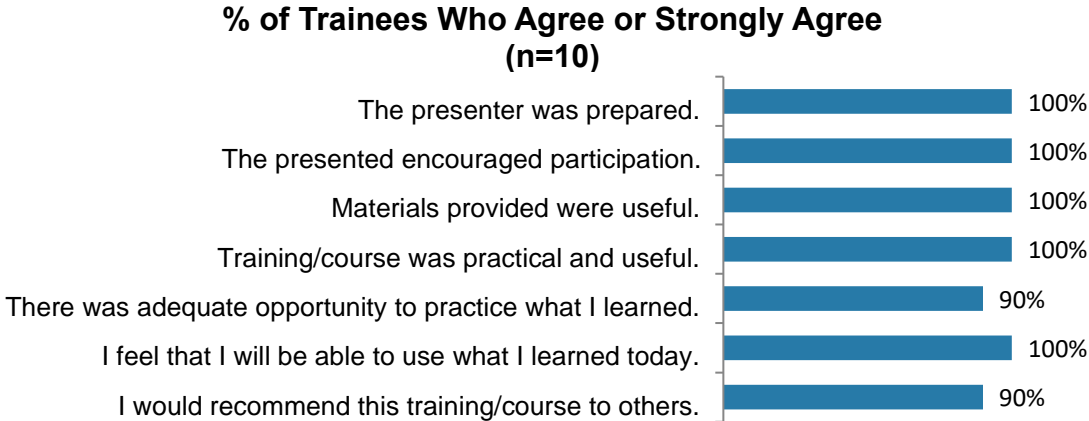 % of Trainees Who Agree or Strongly Agree
(n=10)
The presenter was prepared. 100%
The presented encouraged participation. 100%
Materials provided were useful. 100%
Training/course was practical and useful. 100%
There was adequate opportunity to practice what I learned. 90%
I feel that I will be able to use what I learned today. 100%
I would recommend this training/course to others. 90%